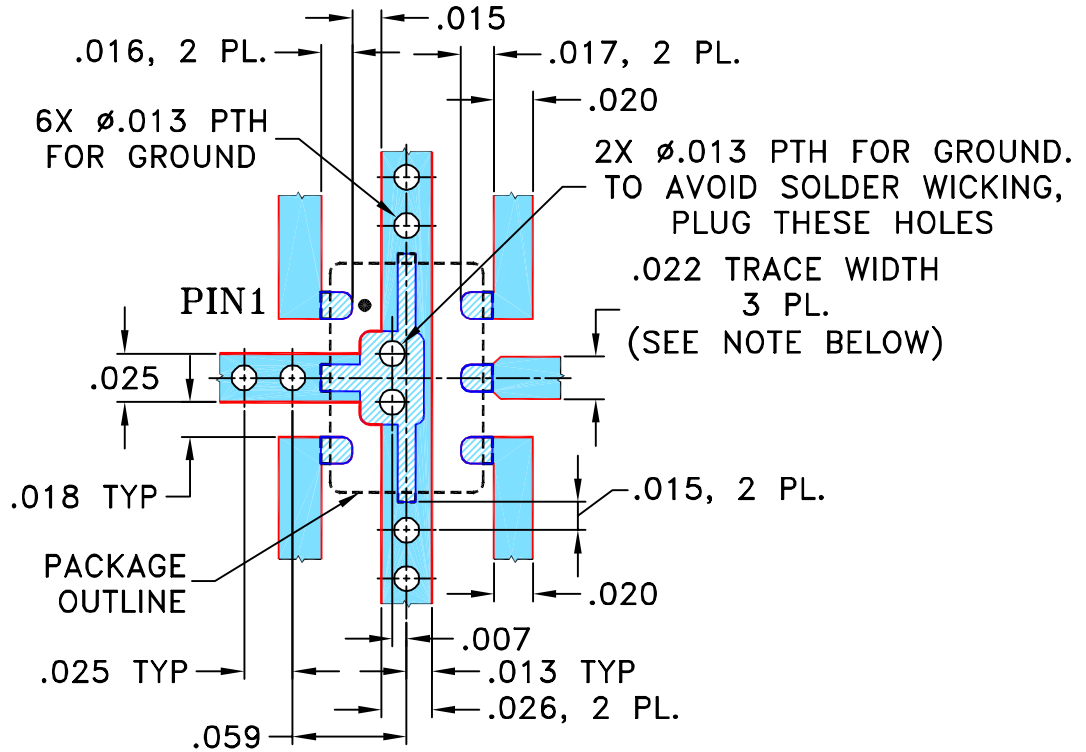 .015
.016, 2 PL.
.017, 2 PL.
.020
6X ø.013 PTH
FOR GROUND
2X ø.013 PTH FOR GROUND.
TO AVOID SOLDER WICKING,
PLUG THESE HOLES
.022 TRACE WIDTH
3 PL.
(SEE NOTE BELOW)
PIN1
.025
.018 TYP
.015, 2 PL.
PACKAGE
OUTLINE
.020
.007
.025 TYP
.013 TYP
.026, 2 PL.
.059